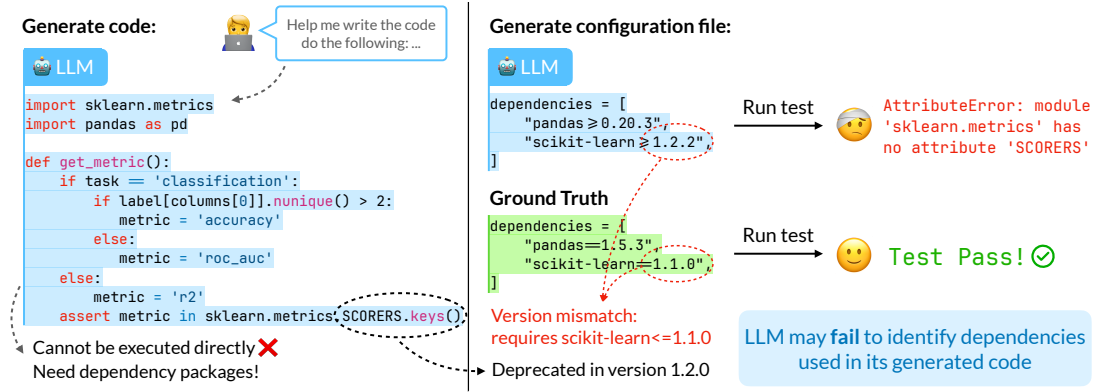 Generate code:
Help me write the code
do the following: ...
LLM
import sklearn.metrics
import pandas as pd
def get_metric():
if task == 'classification':
if label[columns[0]].nunique() > 2:
metric = 'accuracy'
else:
metric = 'roc_auc'
else:
metric = 'r2'
assert metric in sklearn.metrics.SCORERS.keys()
Cannot be executed directly ❌
Need dependency packages!
Generate configuration file:
LLM
dependencies = [
"pandas>=0.20.3",
"scikit-learn>=1.2.2",
]
Run test
AttributeError: module
'sklearn.metrics' has
no attribute 'SCORERS'
Ground Truth
dependencies = [
"pandas==1.5.3",
"scikit-learn==1.1.0",
]
Run test
Test Pass!
Version mismatch:
requires scikit-learn<=1.1.0
Deprecated in version 1.2.0
LLM may fail to identify dependencies
used in its generated code